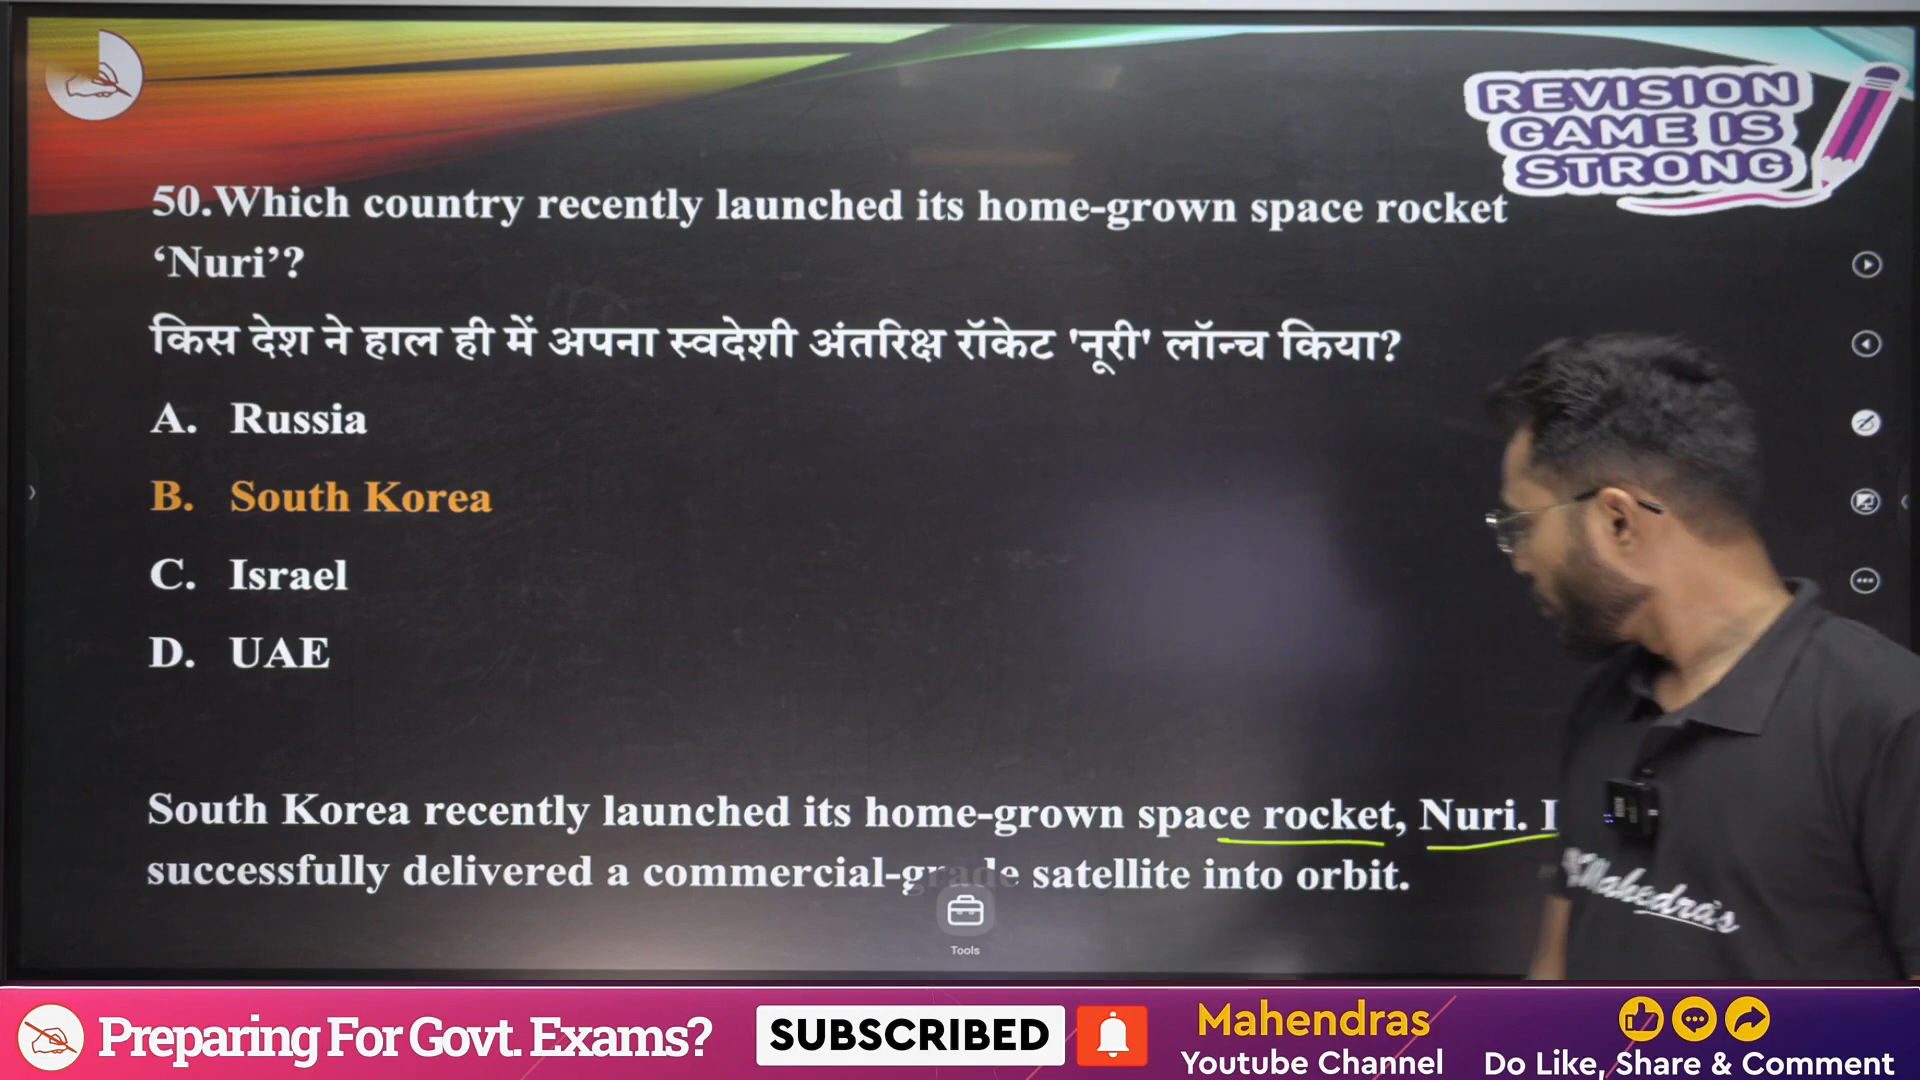 REVISION
GAME IS
STRONG
50.Which country recently launched its home-grown space rocket
‘Nuri’?
किस देश ने हाल ही में अपना स्वदेशी अंतरिक्ष रॉकेट 'नूरी' लॉन्च किया?
A. Russia
B. South Korea
C. Israel
D. UAE
South Korea recently launched its home-grown space rocket, Nuri. I
successfully delivered a commercial-grade satellite into orbit.
Mahedra's
Tools
Preparing For Govt. Exams?
SUBSCRIBED
Mahendras
Youtube Channel
Do Like, Share & Comment